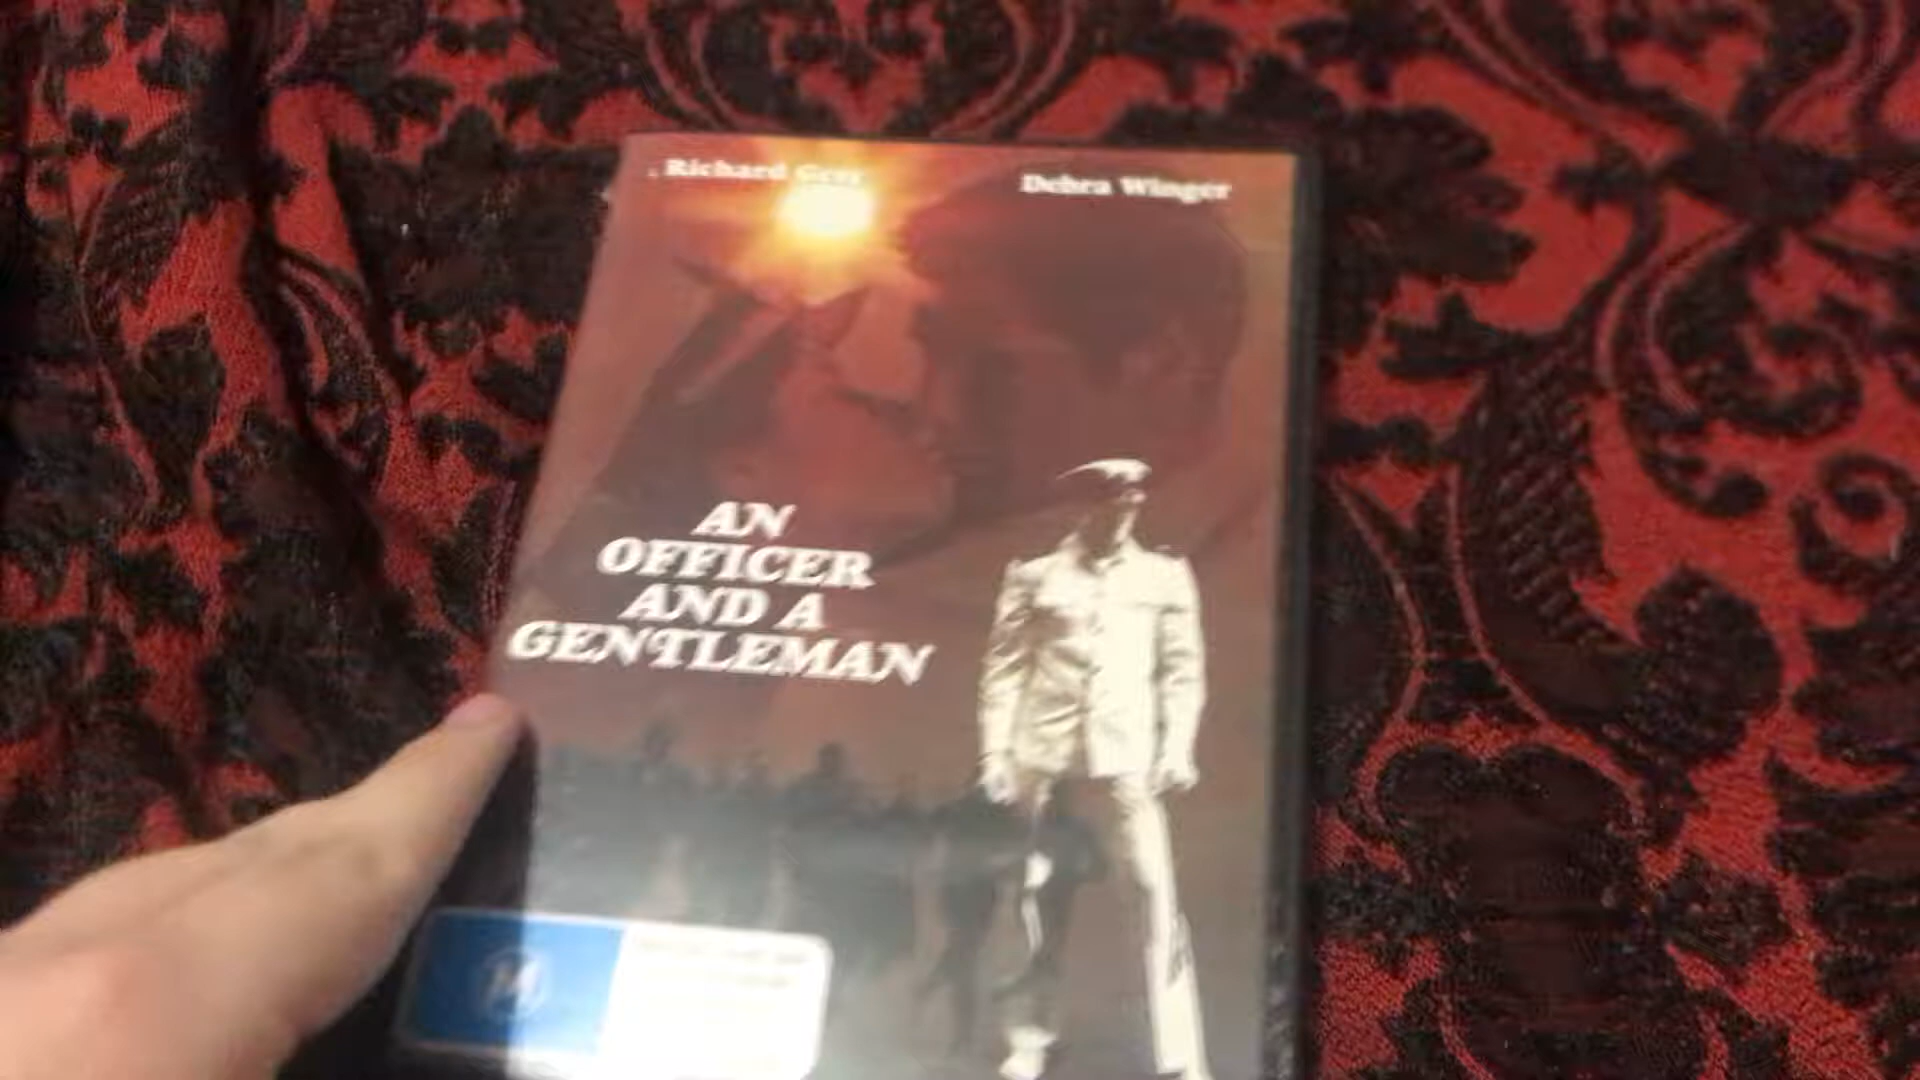 Richard Gere
Debra Winger
AN
OFFICER
AND A
GENTLEMAN
M